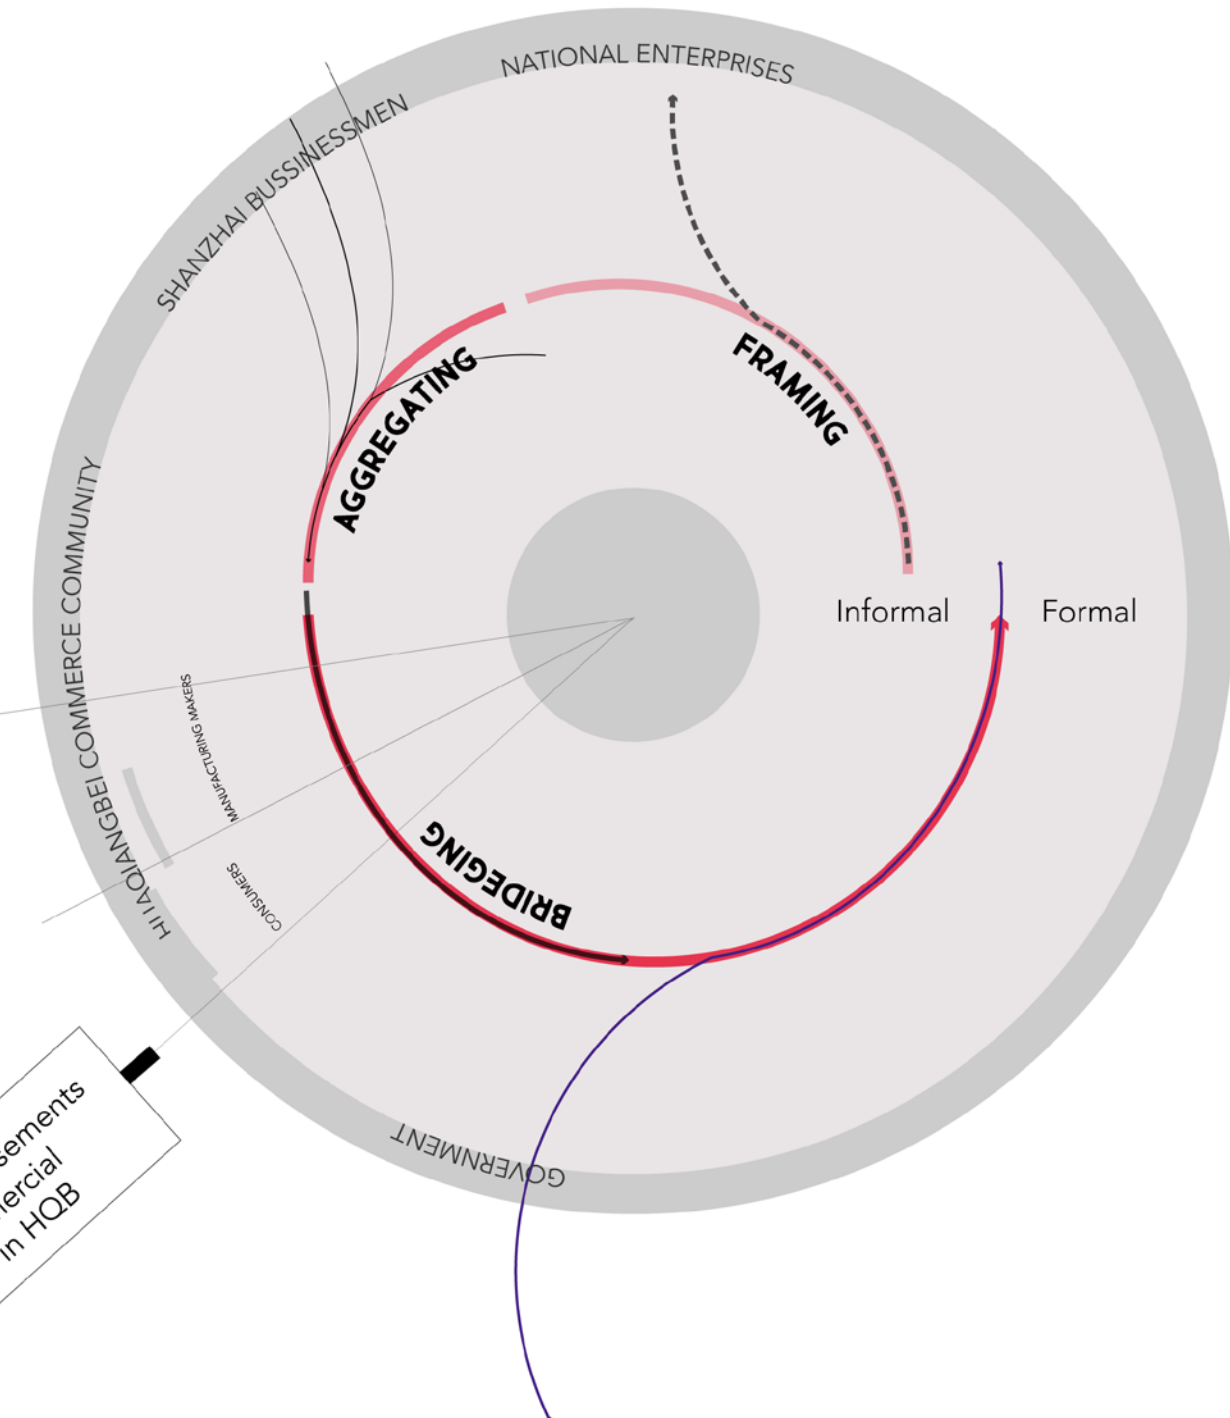 NATIONAL ENTERPRISES
SHANZHAI BUSSINESSMEN
FRAMING
AGGREGATING
HUAQIANGBEI COMMERCE COMMUNITY
Informal
Formal
MANUFACTURING MAKERS
CONSUMERS
BRIDEGING
GOVERNMENT
sements
ercial
in HQB